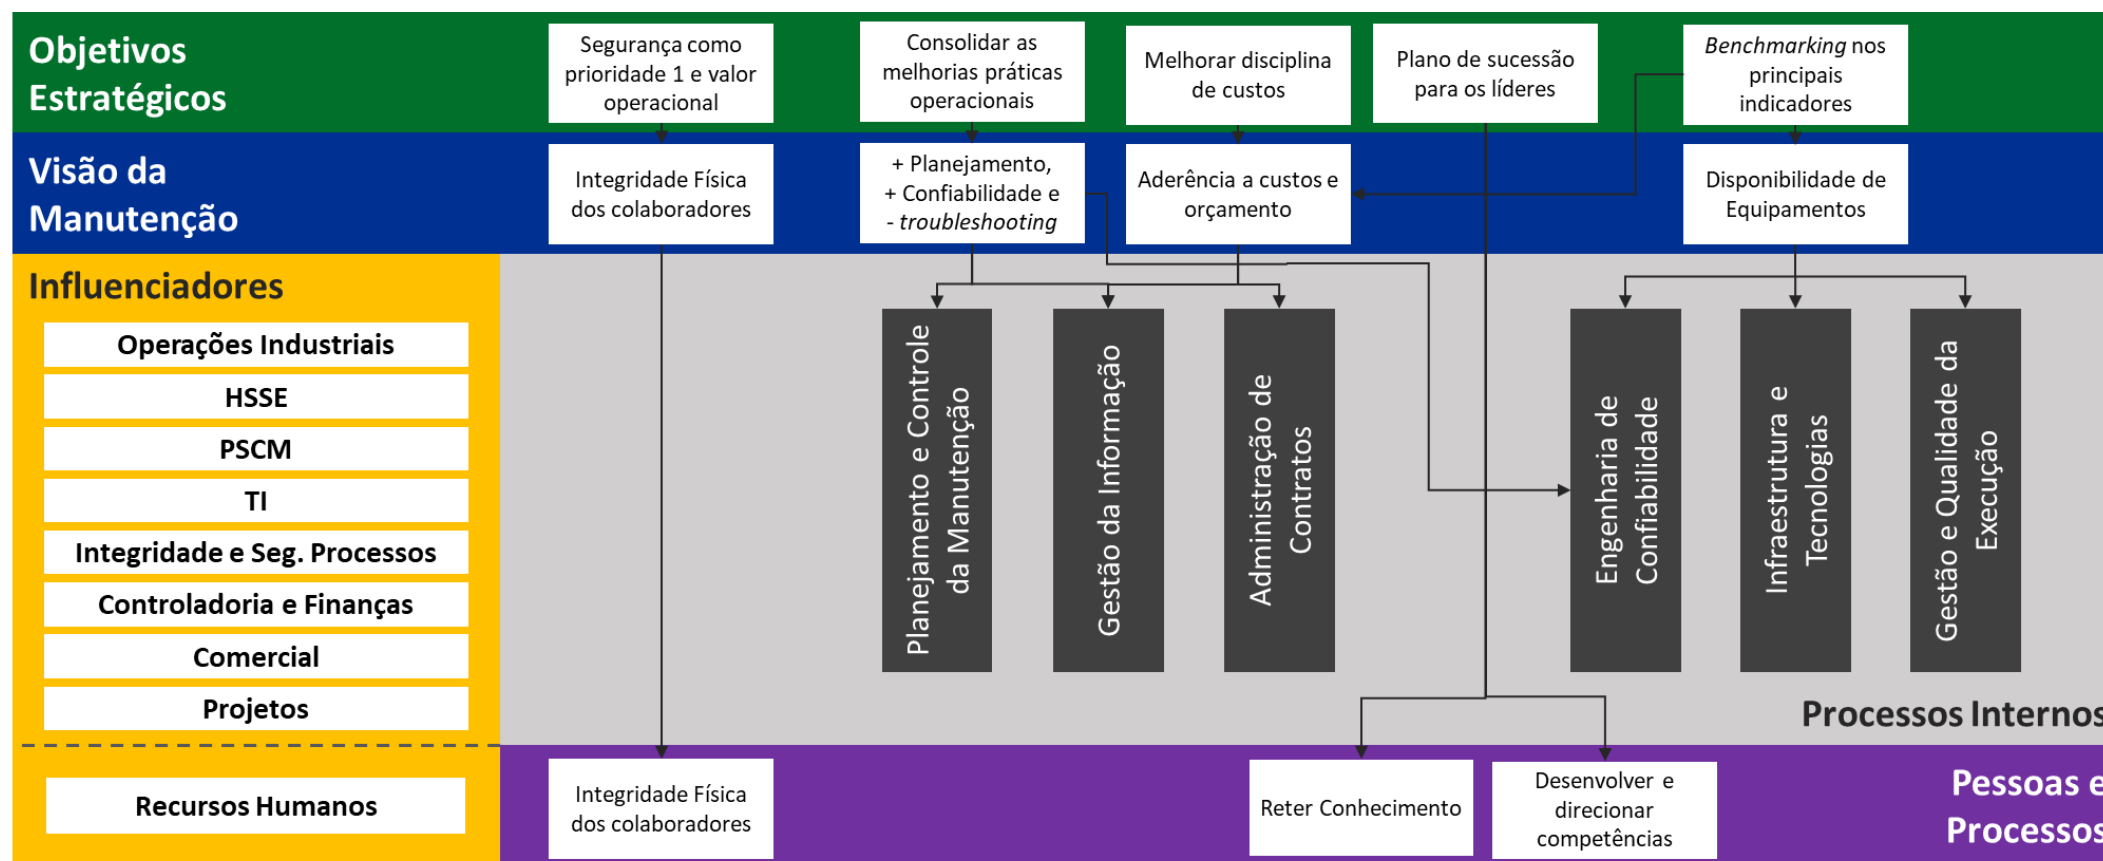 Objetivos
Estratégicos
Segurança como
prioridade 1 e valor
operacional
Consolidar as
melhorias práticas
operacionais
Melhorar disciplina
de custos
Plano de sucessão
para os líderes
Benchmarking nos
principais
indicadores
Visão da
Manutenção
Integridade Física
dos colaboradores
+ Planejamento,
+ Confiabilidade e
- troubleshooting
Aderência a custos e
orçamento
Disponibilidade de
Equipamentos
Influenciadores
Operações Industriais
HSSE
PSCM
TI
Integridade e Seg. Processos
Controladoria e Finanças
Comercial
Projetos
Recursos Humanos
Planejamento e Controle
da Manutenção
Gestão da Informação
Administração de
Contratos
Engenharia de
Confiabilidade
Infraestrutura e
Tecnologias
Gestão e Qualidade da
Execução
Processos Internos
Integridade Física
dos colaboradores
Reter Conhecimento
Desenvolver e
direcionar
competências
Pessoas e
Processos